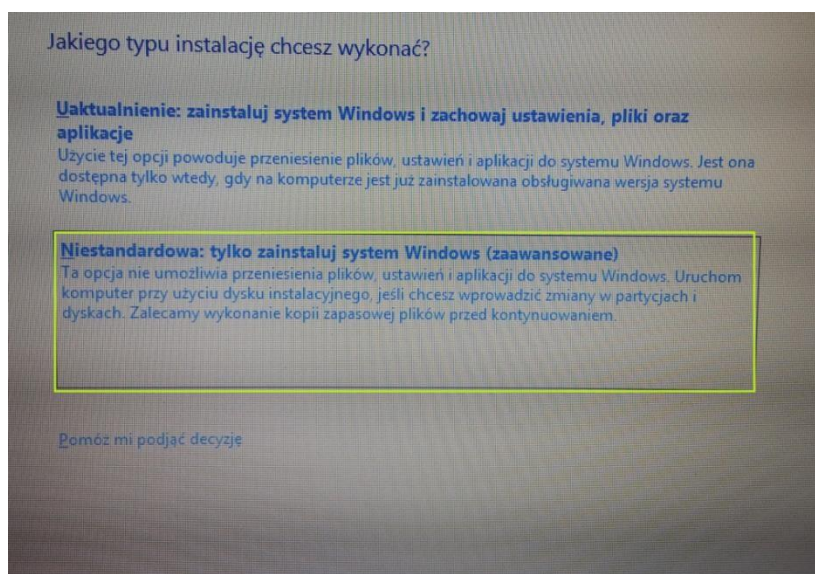 Jakiego typu instalację chcesz wykonać?
Uaktualnienie: zainstaluj system Windows i zachowaj ustawienia, pliki oraz
aplikacje
Użycie tej opcji powoduje przeniesienie plików, ustawień i aplikacji do systemu Windows. Jest ona
dostępna tylko wtedy, gdy na komputerze jest już zainstalowana obsługiwana wersja systemu
Windows.
Niestandardowa: tylko zainstaluj system Windows (zaawansowane)
Ta opcja nie umożliwia przeniesienia plików, ustawień i aplikacji do systemu Windows. Uruchom
komputer przy użyciu dysku instalacyjnego, jeśli chcesz wprowadzić zmiany w partycjach i
dyskach. Zalecamy wykonanie kopii zapasowej plików przed kontynuowaniem.
Pomóż mi podjąć decyzję